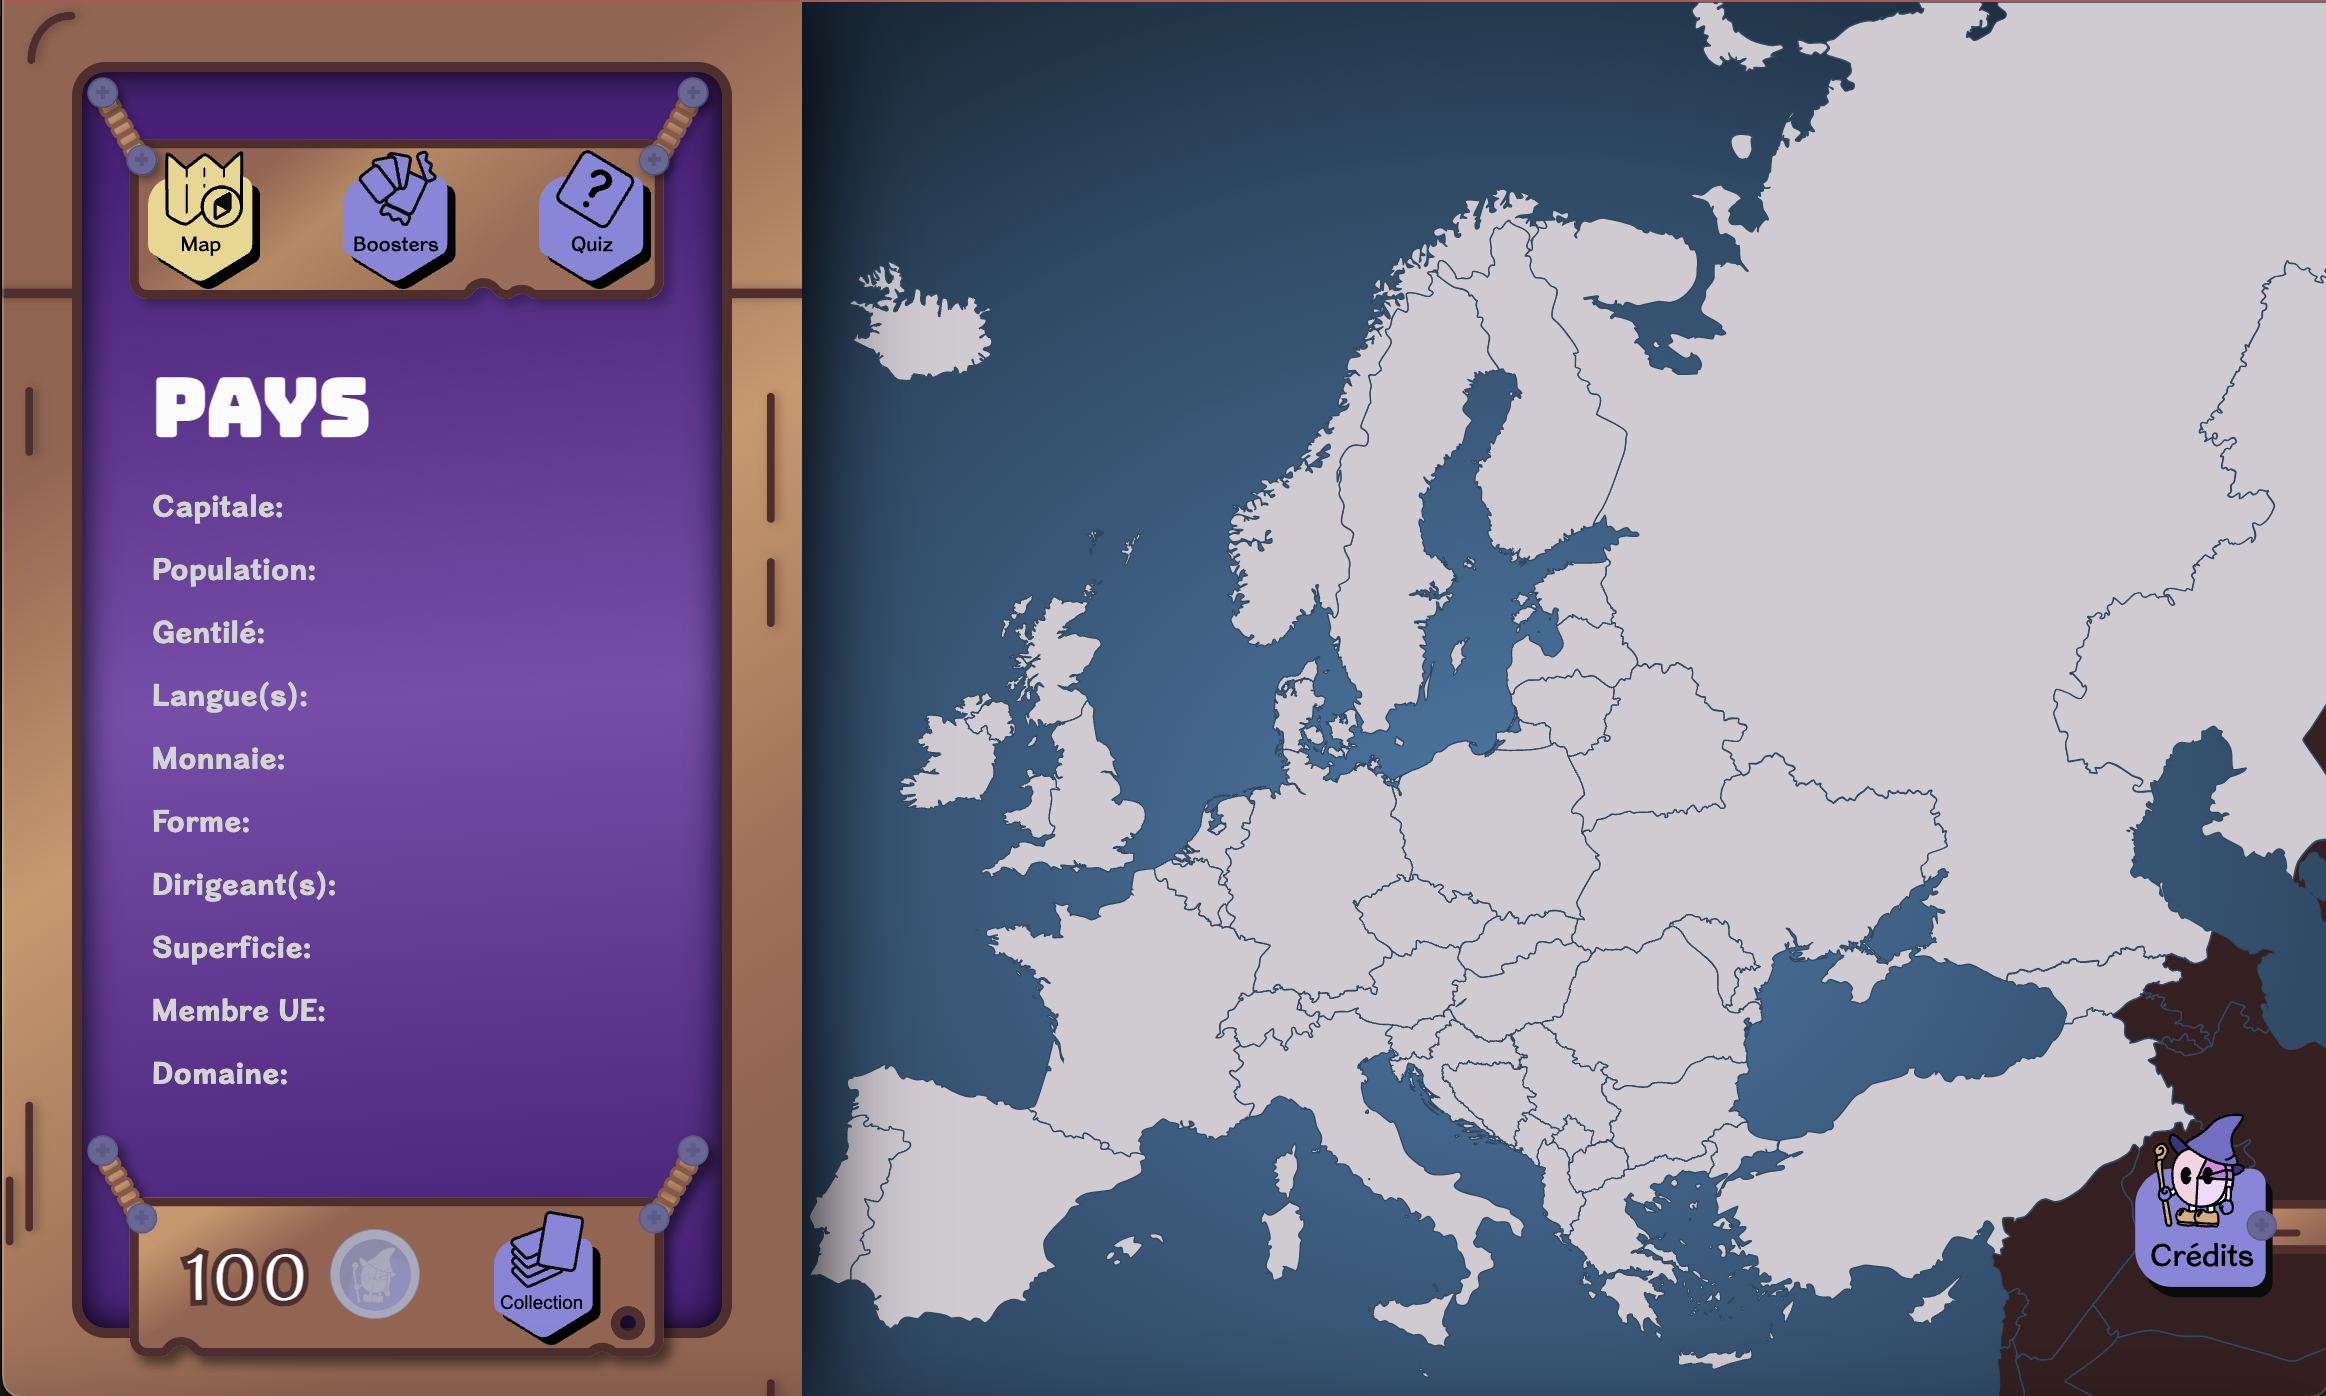 Map
Boosters
Quiz
?
PAYS
Capitale:
Population:
Gentilé:
Langue(s):
Monnaie:
Forme:
Dirigeant(s):
Superficie:
Membre UE:
Domaine:
100
Collection
Crédits